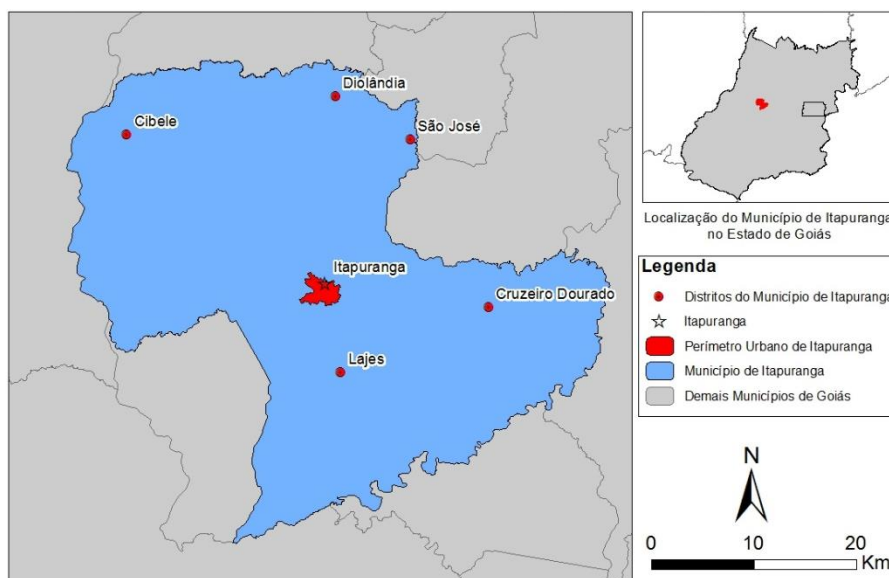 Diolândia
Cibele
São José
Itapuranga
Cruzeiro Dourado
Lajes
Localização do Município de Itapuranga
no Estado de Goiás
Legenda
Distritos do Município de Itapuranga
Itapuranga
Perímetro Urbano de Itapuranga
Município de Itapuranga
Demais Municípios de Goiás
N
0 10 20
Km